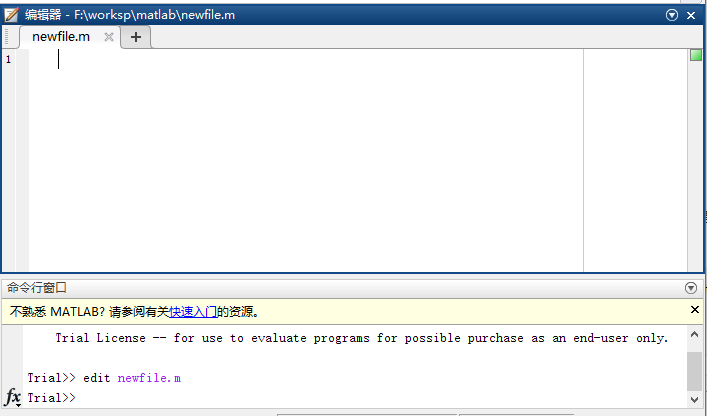 编辑器 - F:\worksp\matlab\newfile.m
newfile.m
1
命令行窗口
不熟悉 MATLAB? 请参阅有关快速入门的资源。
Trial License -- for use to evaluate programs for possible purchase as an end-user only.
Trial>> edit newfile.m
fx Trial>>